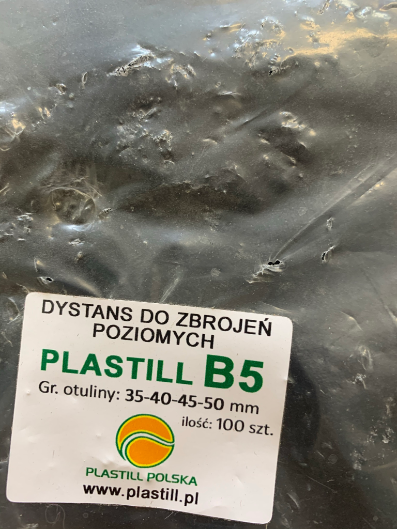 DYSTANS DO ZBROJEŃ
POZIOMYCH
PLASTILL B5
Gr. otuliny: 35-40-45-50 mm
ilość: 100 szt.
PLASTILL POLSKA
www.plastill.pl